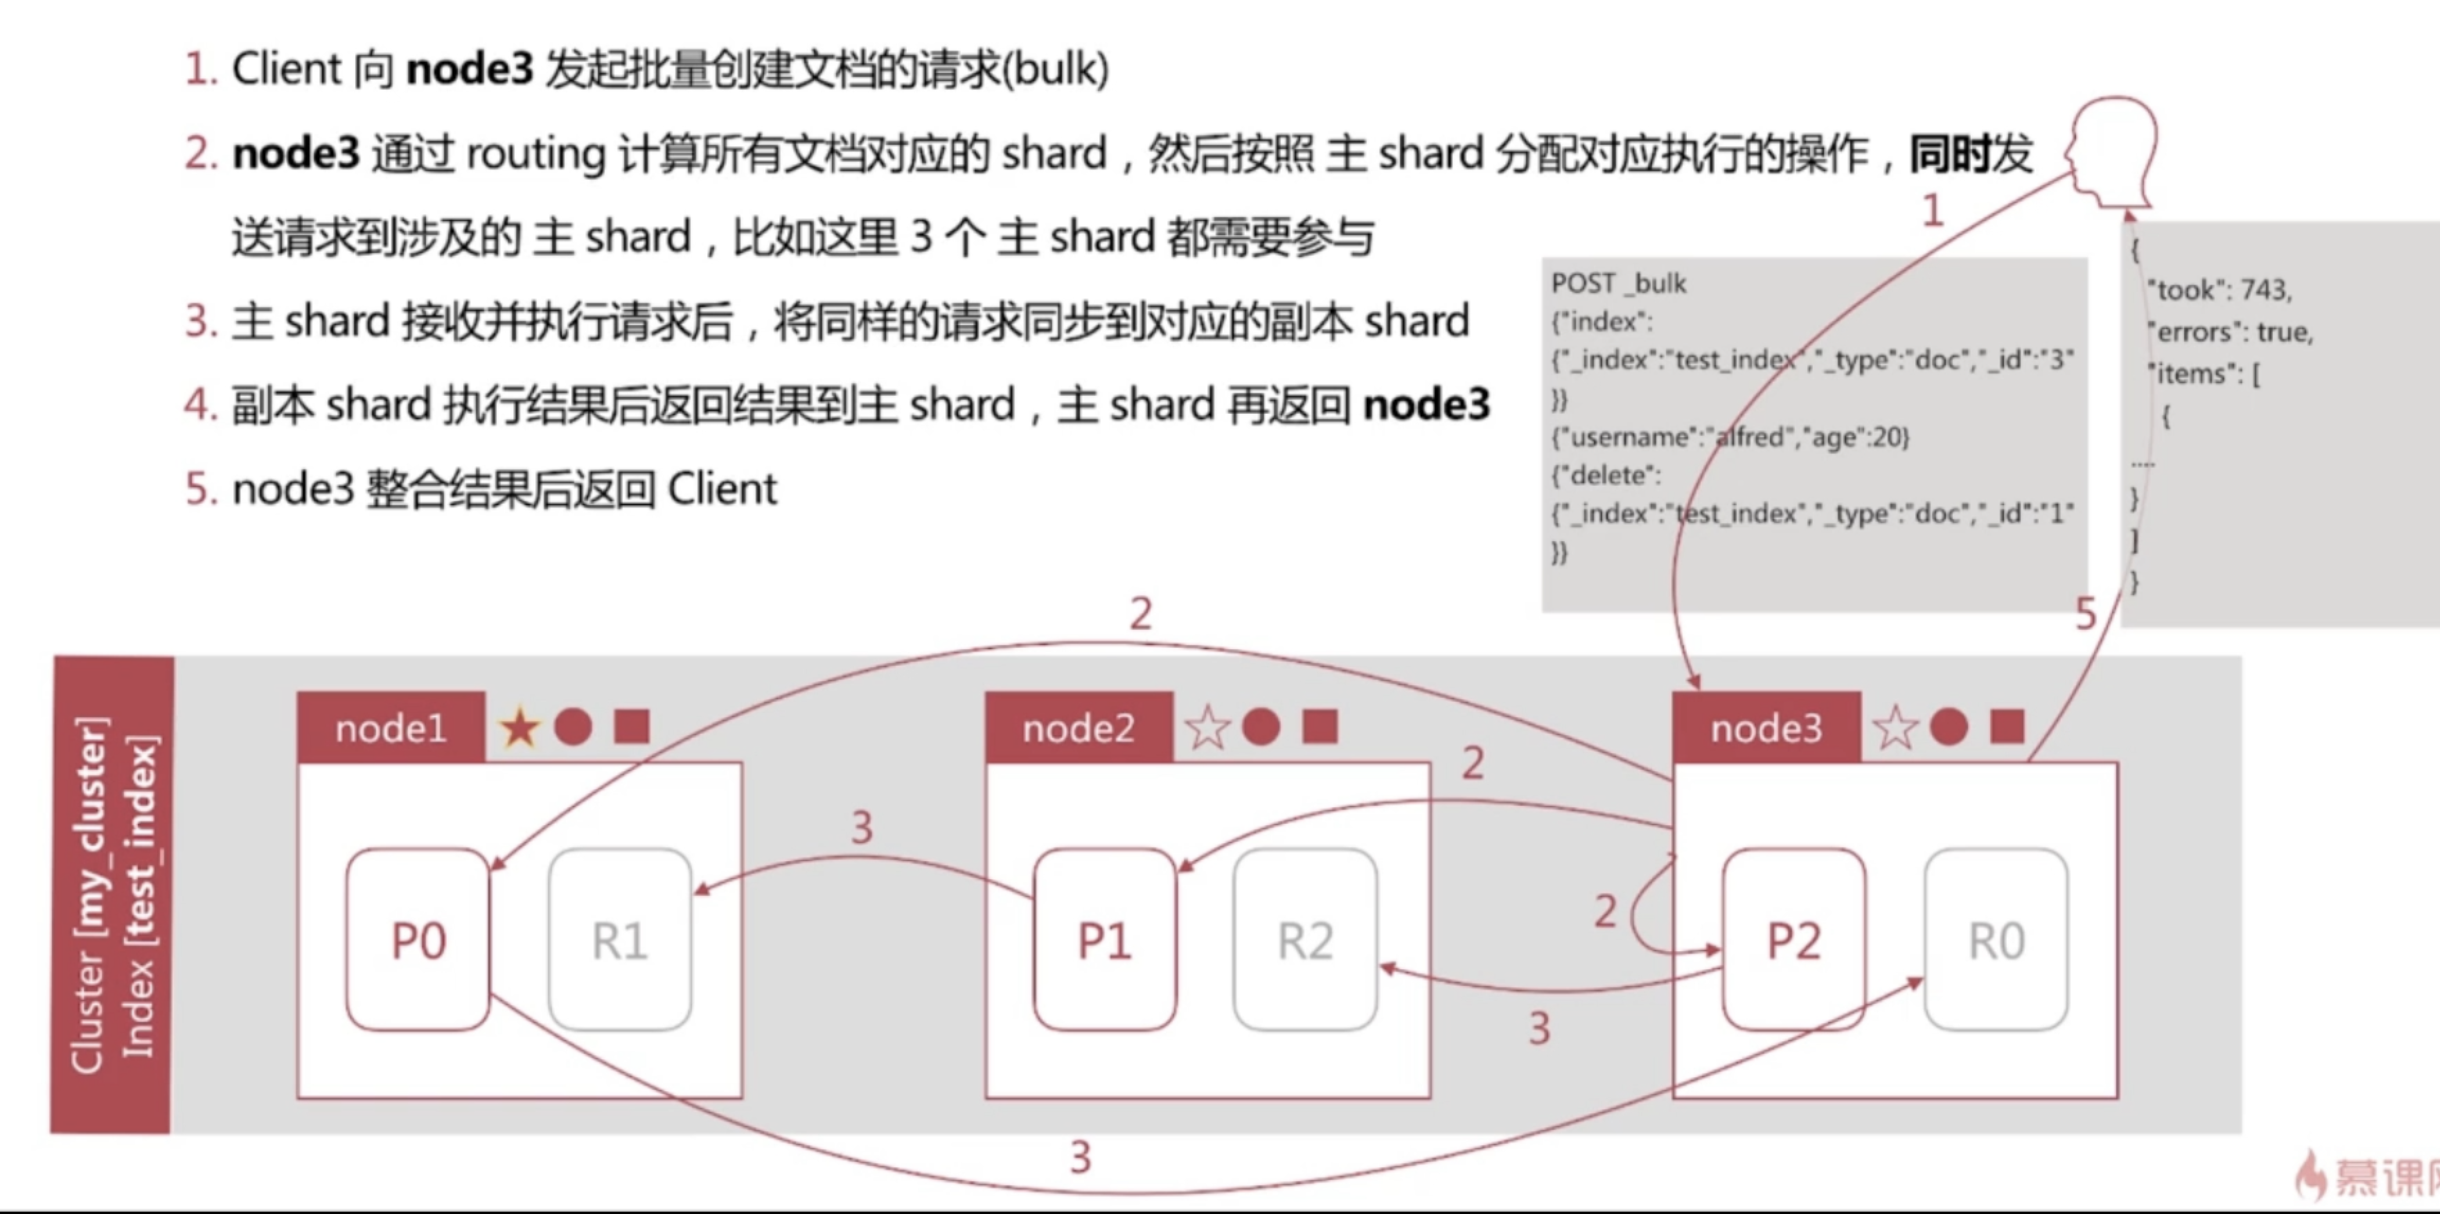 1. Client 向 node3 发起批量创建文档的请求(bulk)
2. node3 通过 routing 计算所有文档对应的 shard，然后按照 主 shard 分配对应执行的操作，同时发
送请求到涉及的 主 shard，比如这里 3 个 主 shard 都需要参与
3. 主 shard 接收并执行请求后，将同样的请求同步到对应的副本 shard
4. 副本 shard 执行结果后返回结果到主 shard，主 shard 再返回 node3
5. node3 整合结果后返回 Client
1
POST _bulk
{"index":
{"_index":"test_index","_type":"doc","_id":"3"
}}
{"username":"alfred","age":20}
{"delete":
{"_index":"test_index","_type":"doc","_id":"1"
}}
{
"took": 743,
"errors": true,
"items": [
{
....
}
]
}
5
2
Cluster [my_cluster]
Index [test_index]
node1
node2
node3
2
3
2
P0
R1
P1
R2
P2
R0
3
3
慕课